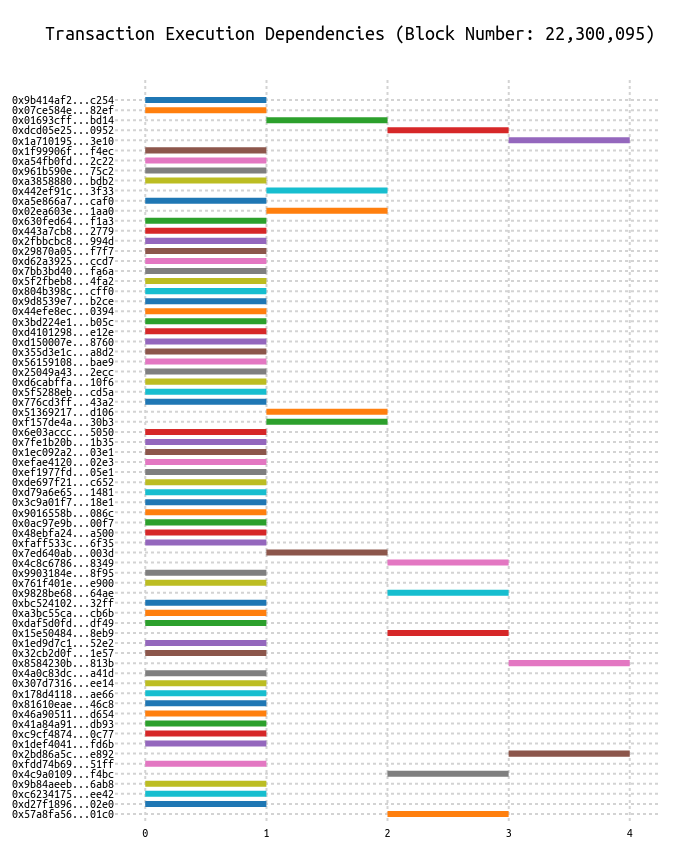 Transaction Execution Dependencies (Block Number: 22,300,095)
0x9b414af2...c254
0x07ce584e...82ef
0x01693cff...bd14
0xdcd05e25...0952
0x1a710195...3e10
0x1f99906f...f4ec
0xa54fb0fd...2c22
0x961b590e...75c2
0xa3858880...bdb2
0x442ef91c...3f33
0xa5e866a7...caf0
0x02ea603e...1aa0
0x630fed64...f1a3
0x443a7cb8...2779
0x2fbbcbc8...994d
0x29870a05...f7f7
0xd62a3925...ccd7
0x7bb3bd40...fa6a
0x5f2fbeb8...4fa2
0x804b398c...cff0
0x9d8539e7...b2ce
0x44efe8ec...0394
0x3bd224e1...b05c
0xd4101298...e12e
0xd150007e...8760
0x355d3e1c...a8d2
0x56159108...bae9
0x25049a43...2ecc
0xd6cabffa...10f6
0x5f5288eb...cd5a
0x776cd3ff...43a2
0x51369217...d106
0xf157de4a...30b3
0x6e03accc...5050
0x7fe1b20b...1b35
0x1ec092a2...03e1
0xefae4120...02e3
0xef1977fd...05e1
0xde697f21...c652
0xd79a6e65...1481
0x3c9a01f7...18e1
0x9016558b...086c
0x0ac97e9b...00f7
0x48ebfa24...a500
0xfaff533c...6f35
0x7ed640ab...003d
0x4c8c6786...8349
0x9903184e...8f95
0x761f401e...e900
0x9828be68...64ae
0xbc524102...32ff
0xa3bc55ca...cb6b
0xdaf5d0fd...df49
0x15e50484...8eb9
0x1ed9d7c1...52e2
0x32cb2d0f...1e57
0x8584230b...813b
0x4a0c83dc...a41d
0x307d7316...ee14
0x178d4118...ae66
0x81610eae...46c8
0x46a90511...d654
0x41a84a91...db93
0xc9cf4874...0c77
0x1def4041...fd6b
0x2bd86a5c...e892
0xfdd74b69...51ff
0x4c9a0109...f4bc
0x9b84aeeb...6ab8
0xc6234175...ee42
0xd27f1896...02e0
0x57a8fa56...01c0
0 1 2 3 4